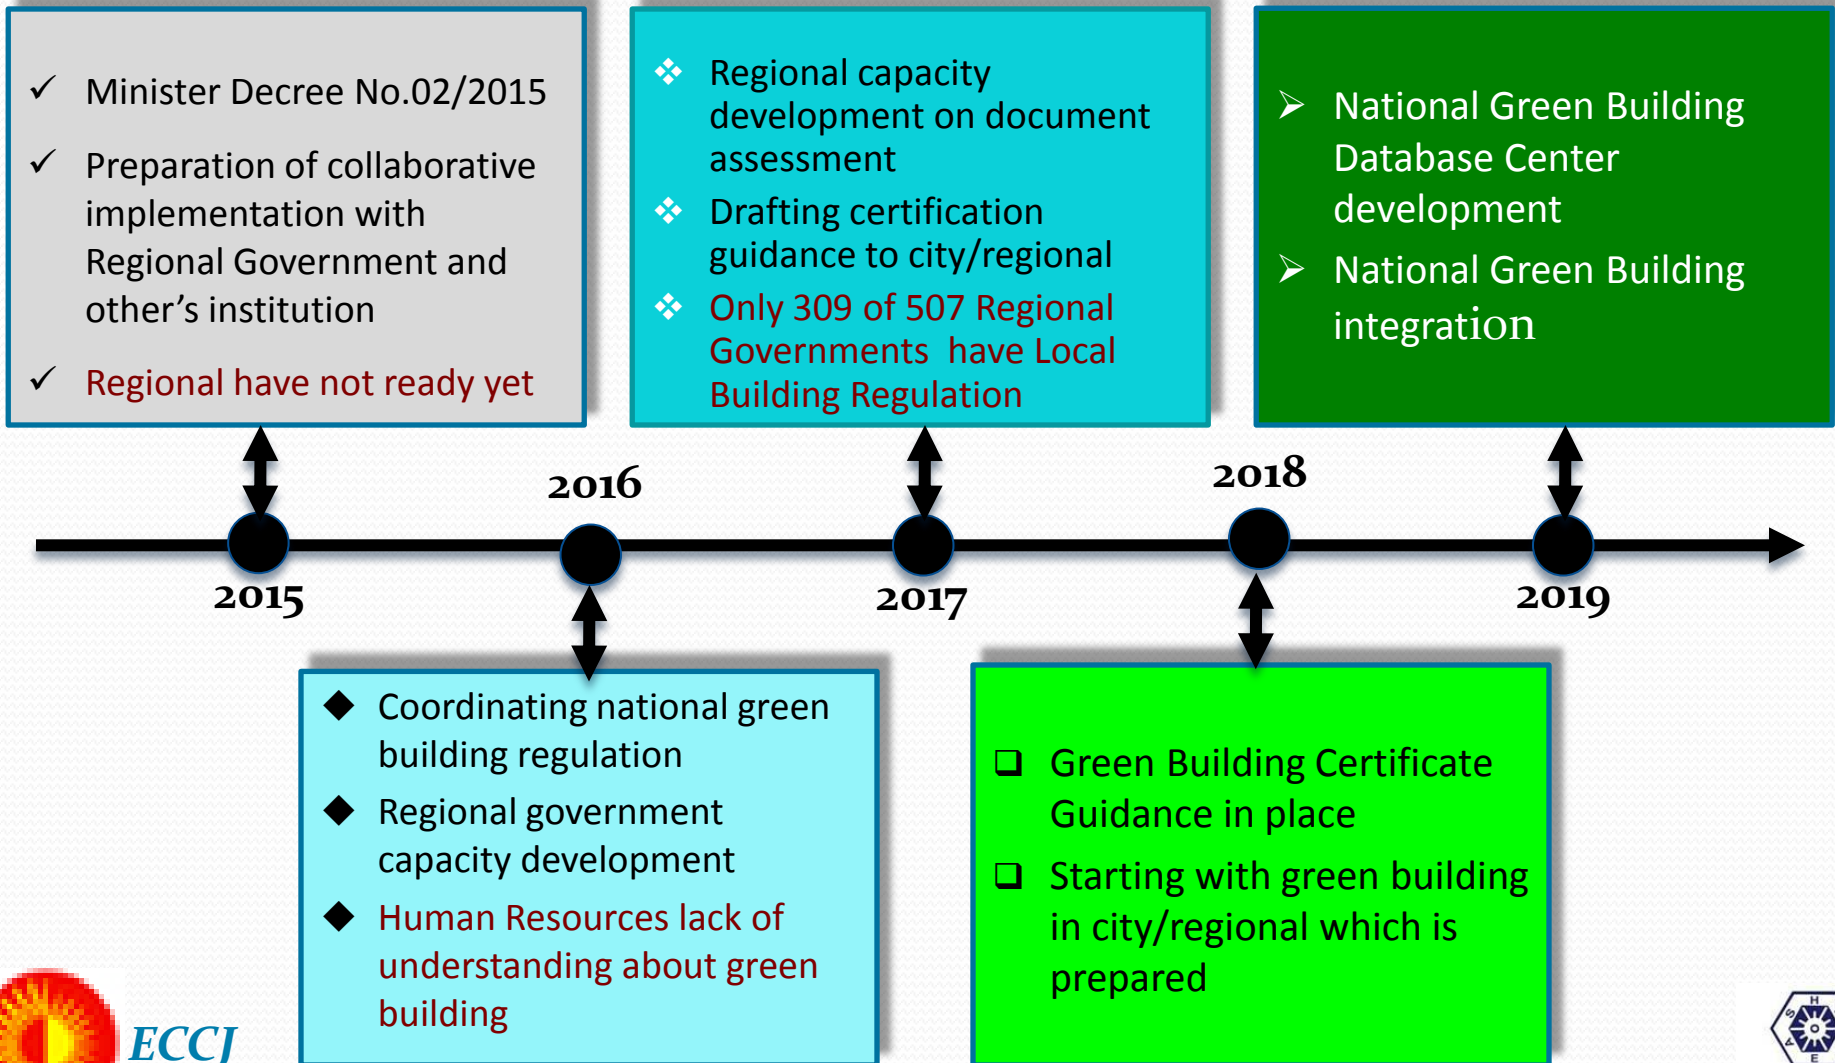 Minister Decree No.02/2015
Preparation of collaborative
implementation with
Regional Government and
other's institution
Regional have not ready yet
Regional capacity
development on document
assessment
Drafting certification
guidance to city/regional
Only 309 of 507 Regional
Governments have Local
Building Regulation
National Green Building
Database Center
development
National Green Building
integration
2016
2018
2015
2017
2019
Coordinating national green
building regulation
Regional government
capacity development
Human Resources lack of
understanding about green
building
Green Building Certificate
Guidance in place
Starting with green building
in city/regional which is
prepared
ECCJ
H
S
A
E